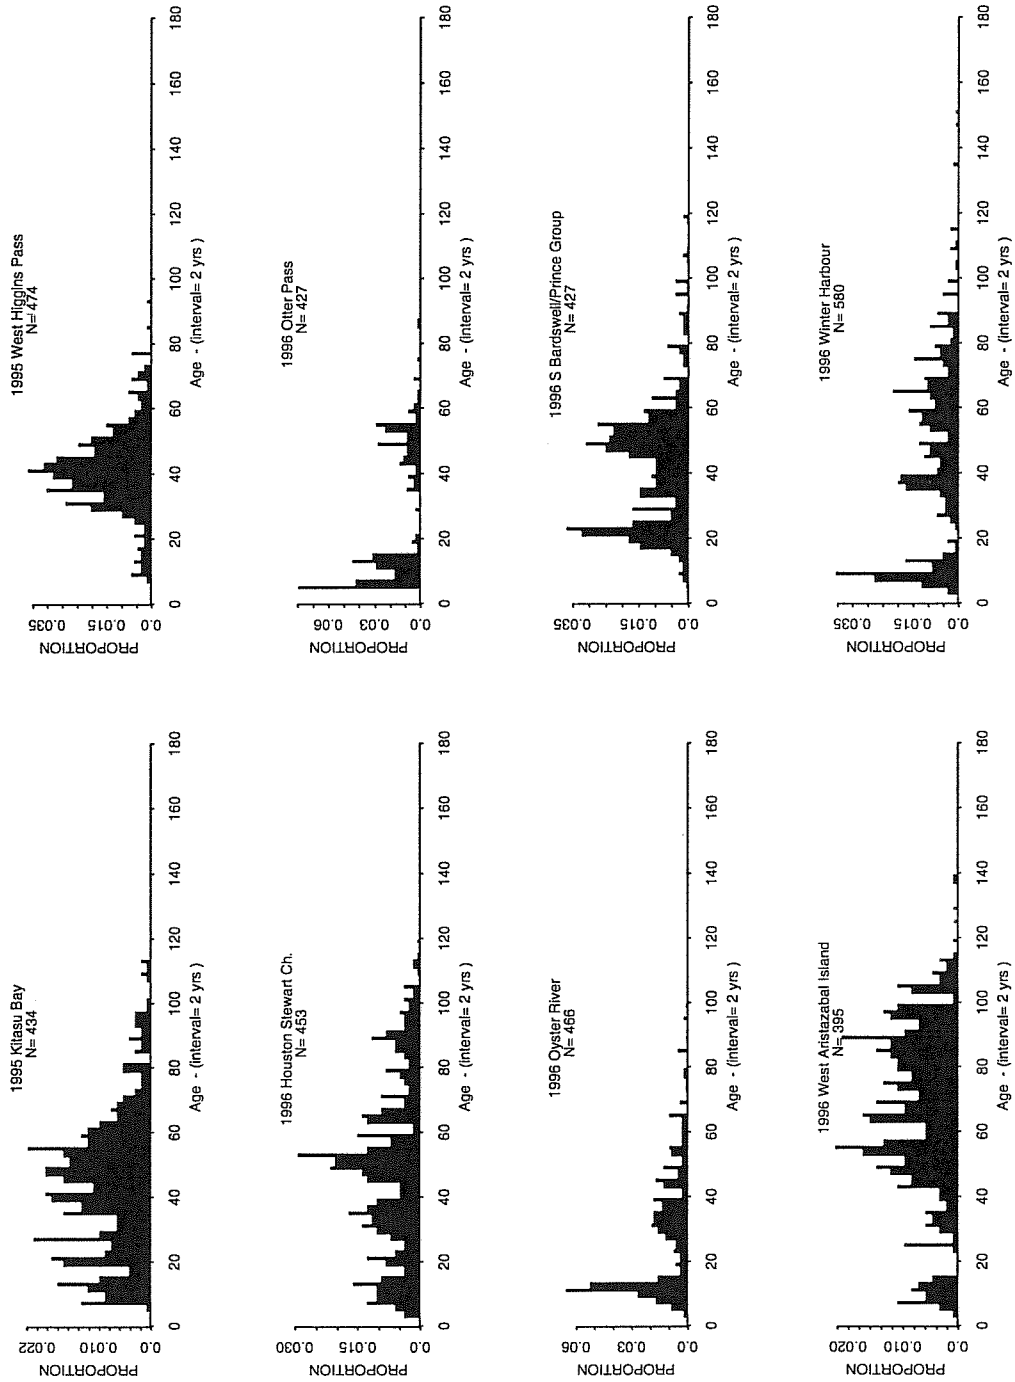 1995 Kitasu Bay
N= 434
PROPORTION
0.022
0.015
0.0
0 20 40 60 80 100 120 140 160 180
Age - (interval= 2 yrs )
1995 West Higgins Pass
N= 474
PROPORTION
0.035
0.015
0.0
0 20 40 60 80 100 120 140 160 180
Age - (interval= 2 yrs )
1996 Houston Stewart Ch.
N= 453
PROPORTION
0.030
0.015
0.0
0 20 40 60 80 100 120 140 160 180
Age - (interval= 2 yrs )
1996 Otter Pass
N= 427
PROPORTION
0.06
0.03
0.0
0 20 40 60 80 100 120 140 160 180
Age - (interval= 2 yrs )
1996 Oyster River
N= 466
PROPORTION
0.06
0.03
0.0
0 20 40 60 80 100 120 140 160 180
Age - (interval= 2 yrs )
1996 S Bardswell/Prince Group
N= 427
PROPORTION
0.035
0.015
0.0
0 20 40 60 80 100 120 140 160 180
Age - (interval= 2 yrs )
1996 West Aristazabal Island
N= 395
PROPORTION
0.020
0.010
0.0
0 20 40 60 80 100 120 140 160 180
Age - (interval= 2 yrs )
1996 Winter Harbour
N= 580
PROPORTION
0.035
0.015
0.0
0 20 40 60 80 100 120 140 160 180
Age - (interval= 2 yrs )